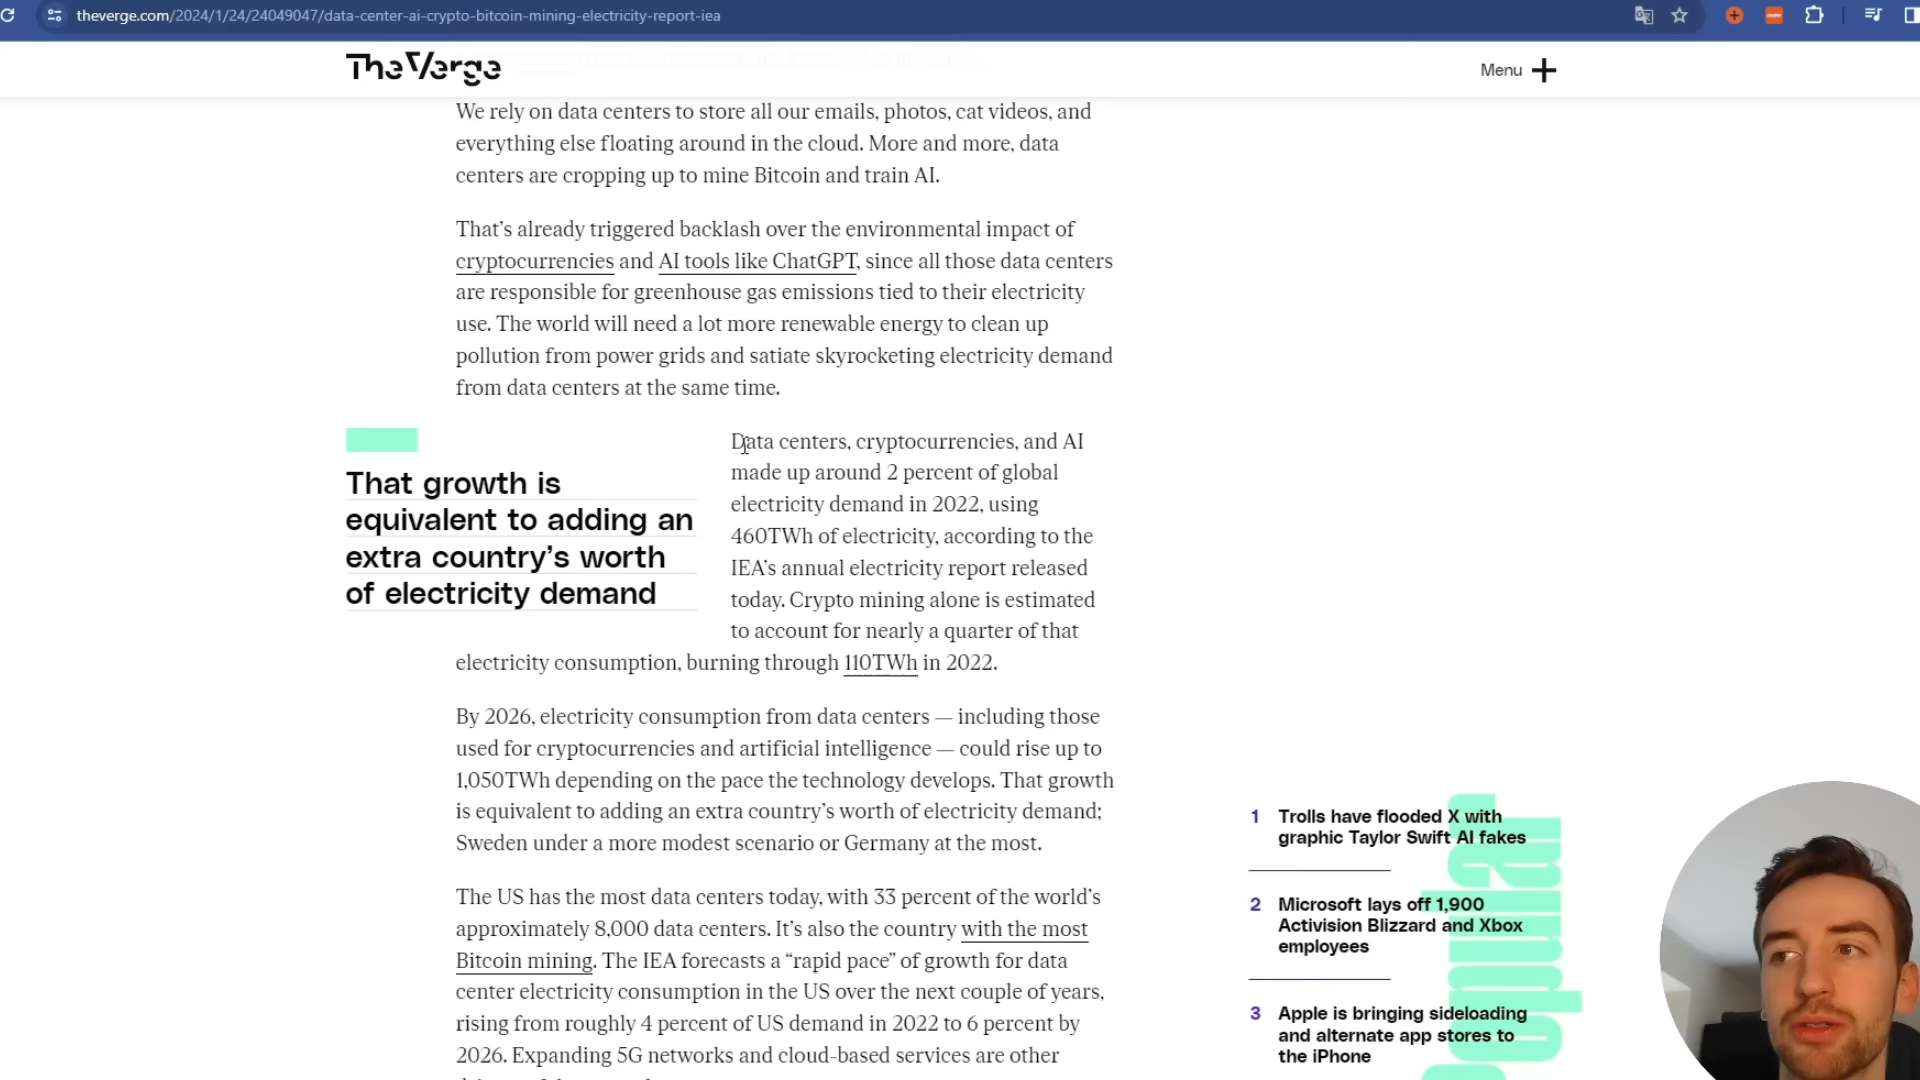 theverge.com/2024/1/24/24049047/data-center-ai-crypto-bitcoin-mining-electricity-report-iea
The Verge
Menu
We rely on data centers to store all our emails, photos, cat videos, and
everything else floating around in the cloud. More and more, data
centers are cropping up to mine Bitcoin and train AI.
That’s already triggered backlash over the environmental impact of
cryptocurrencies and AI tools like ChatGPT, since all those data centers
are responsible for greenhouse gas emissions tied to their electricity
use. The world will need a lot more renewable energy to clean up
pollution from power grids and satiate skyrocketing electricity demand
from data centers at the same time.
That growth is
equivalent to adding an
extra country’s worth
of electricity demand
Data centers, cryptocurrencies, and AI
made up around 2 percent of global
electricity demand in 2022, using
460TWh of electricity, according to the
IEA’s annual electricity report released
today. Crypto mining alone is estimated
to account for nearly a quarter of that
electricity consumption, burning through 110TWh in 2022.
By 2026, electricity consumption from data centers — including those
used for cryptocurrencies and artificial intelligence — could rise up to
1,050TWh depending on the pace the technology develops. That growth
is equivalent to adding an extra country’s worth of electricity demand;
Sweden under a more modest scenario or Germany at the most.
The US has the most data centers today, with 33 percent of the world’s
approximately 8,000 data centers. It’s also the country with the most
Bitcoin mining. The IEA forecasts a “rapid pace” of growth for data
center electricity consumption in the US over the next couple of years,
rising from roughly 4 percent of US demand in 2022 to 6 percent by
2026. Expanding 5G networks and cloud-based services are other
1 Trolls have flooded X with
graphic Taylor Swift AI fakes
2 Microsoft lays off 1,900
Activision Blizzard and Xbox
employees
3 Apple is bringing sideloading
and alternate app stores to
the iPhone